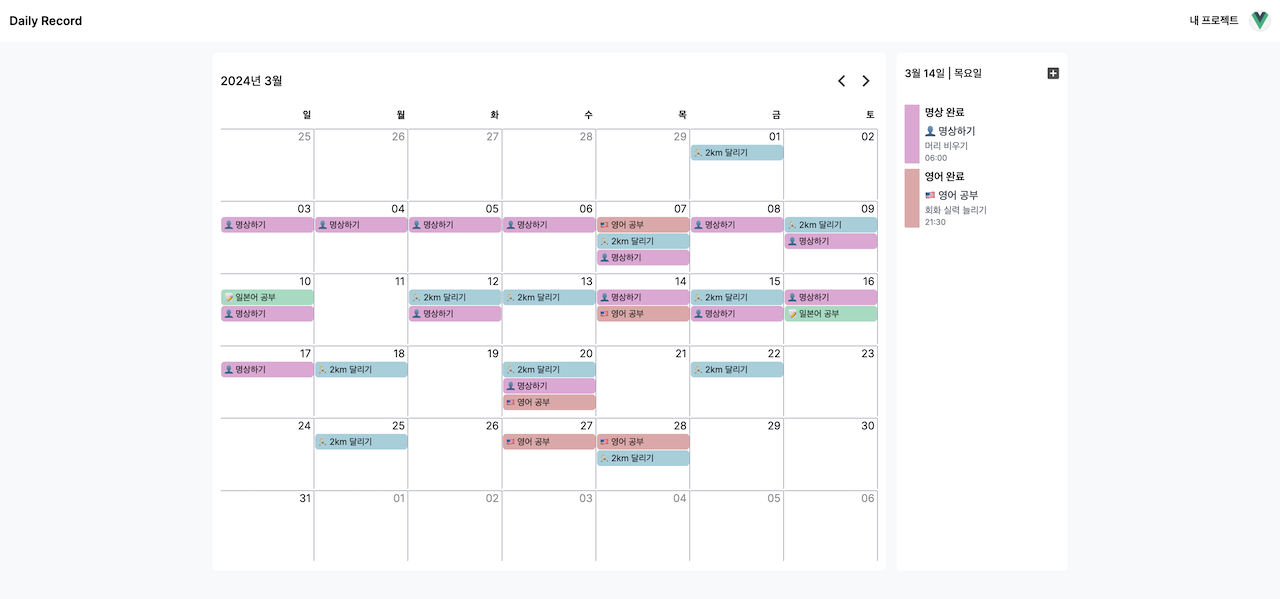 Daily Record
내 프로젝트
2024년 3월
일 월 화 수 목 금 토
25 26 27 28 29 01 02
2km 달리기
03 04 05 06 07 08 09
명상하기 명상하기 명상하기 명상하기 영어 공부 명상하기 2km 달리기
2km 달리기 명상하기
명상하기
10 11 12 13 14 15 16
일본어 공부 2km 달리기 2km 달리기 명상하기 2km 달리기 명상하기
명상하기 명상하기 영어 공부 명상하기 일본어 공부
17 18 19 20 21 22 23
명상하기 2km 달리기 2km 달리기 2km 달리기
명상하기
영어 공부
24 25 26 27 28 29 30
2km 달리기 영어 공부 영어 공부
2km 달리기
31 01 02 03 04 05 06
3월 14일 | 목요일
명상 완료
명상하기
머리 비우기
06:00
영어 완료
영어 공부
회화 실력 늘리기
21:30